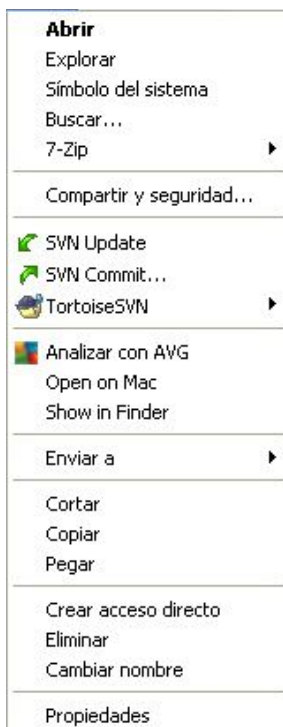 Abrir
Explorar
Símbolo del sistema
Buscar...
7-Zip
Compartir y seguridad...
SVN Update
SVN Commit...
TortoiseSVN
Analizar con AVG
Open on Mac
Show in Finder
Enviar a
Cortar
Copiar
Pegar
Crear acceso directo
Eliminar
Cambiar nombre
Propiedades